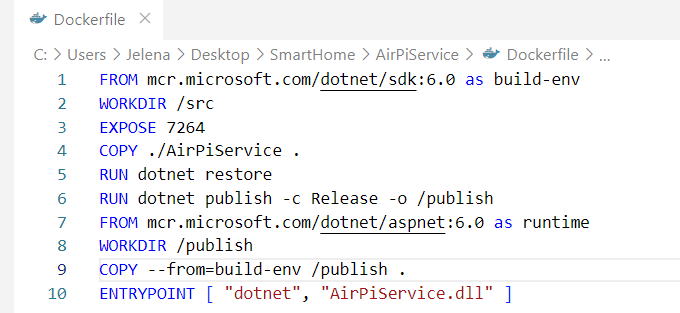 Dockerfile
C: > Users > Jelena > Desktop > SmartHome > AirPiService > Dockerfile > ...
1 FROM mcr.microsoft.com/dotnet/sdk:6.0 as build-env
2 WORKDIR /src
3 EXPOSE 7264
4 COPY ./AirPiService .
5 RUN dotnet restore
6 RUN dotnet publish -c Release -o /publish
7 FROM mcr.microsoft.com/dotnet/aspnet:6.0 as runtime
8 WORKDIR /publish
9 COPY --from=build-env /publish .
10 ENTRYPOINT [ "dotnet", "AirPiService.dll" ]